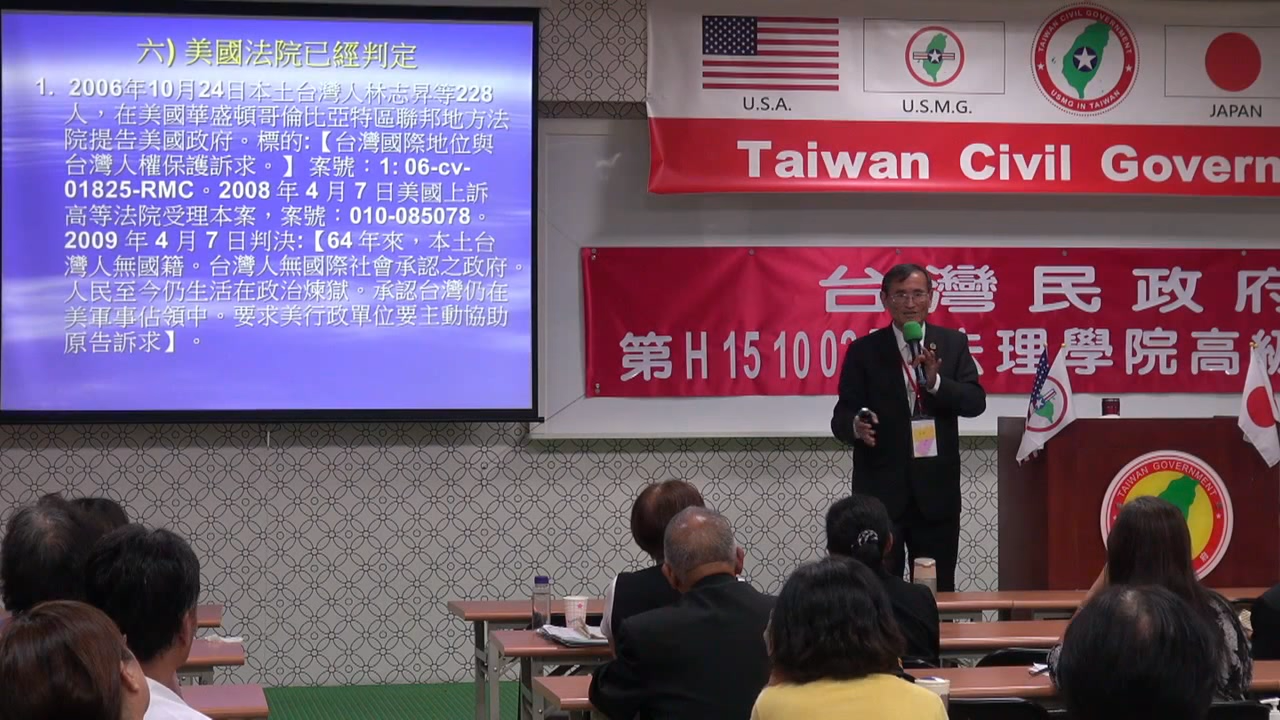 六) 美國法院已經判定
1. 2006年10月24日本土台灣人林志昇等228
人，在美國華盛頓哥倫比亞特區聯邦地方法
院提告美國政府。標的:【台灣國際地位與
台灣人權保護訴求。】 案號：1: 06-cv-
01825-RMC。2008 年 4 月 7 日美國上訴
高等法院受理本案，案號：010-085078。
2009 年 4 月 7 日判決:【64 年來，本土台
灣人無國籍。台灣人無國際社會承認之政府。
人民至今仍生活在政治煉獄。承認台灣仍在
美軍事佔領中。要求美行政單位要主動協助
原告訴求】。
U.S.A.
U.S.M.G.
TAIWAN CIVIL GOVERNMENT
USMG IN TAIWAN
JAPAN
Taiwan Civil Govern
台灣民政府
第H 15 10 0 法理學院高級
TAIWAN GOVERNMENT